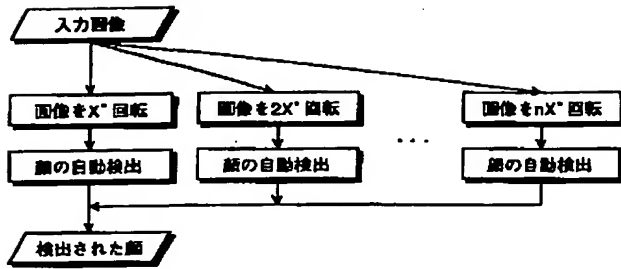 入力画像
画像をX°回転
画像を2X°回転
画像をnX°回転
顔の自動検出
顔の自動検出
...
顔の自動検出
検出された顔